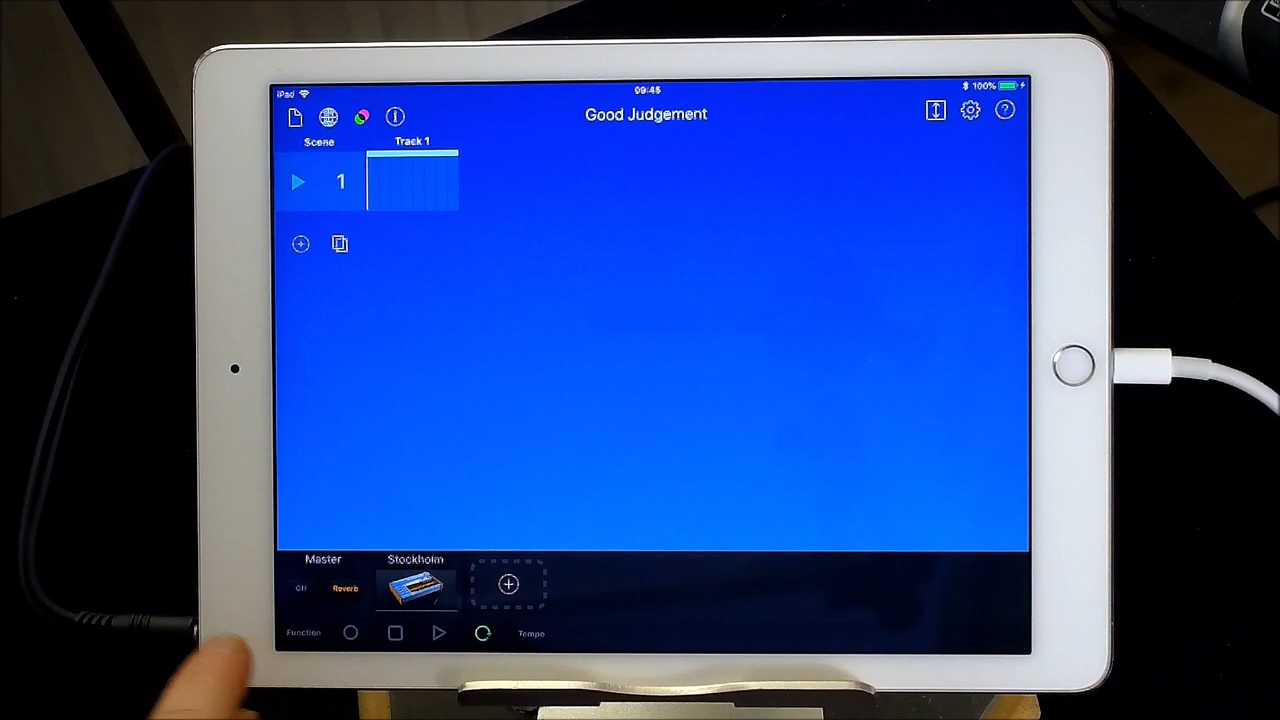 iPad 09:45 100%
Good Judgement
Scene Track 1
1
Master Stockholm
Off Reverb
Function Tempo